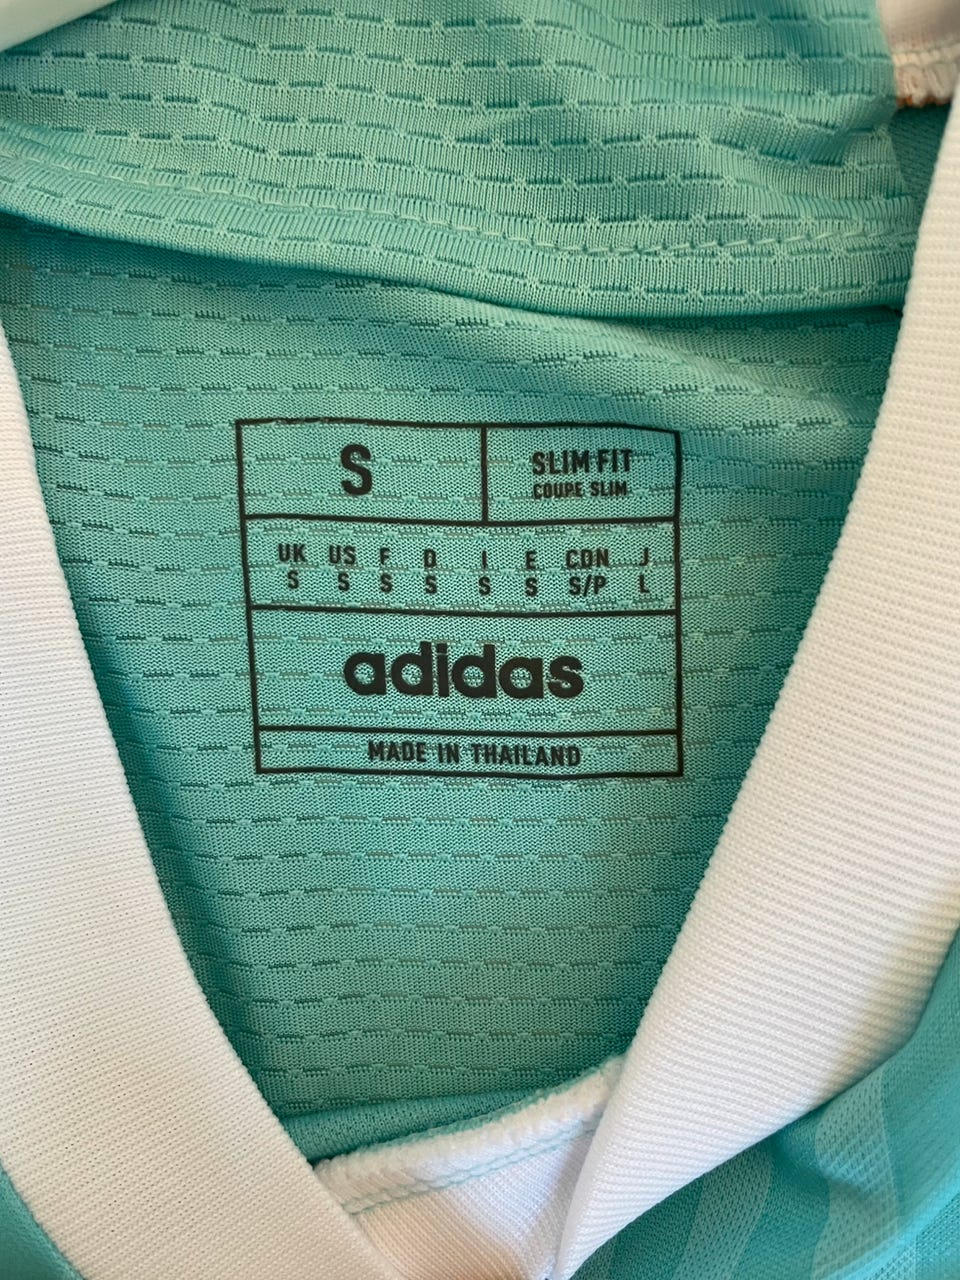 S
SLIM FIT
COUPE SLIM
UK US F D I E CDN J
S S S S S S S/P L
adidas
MADE IN THAILAND